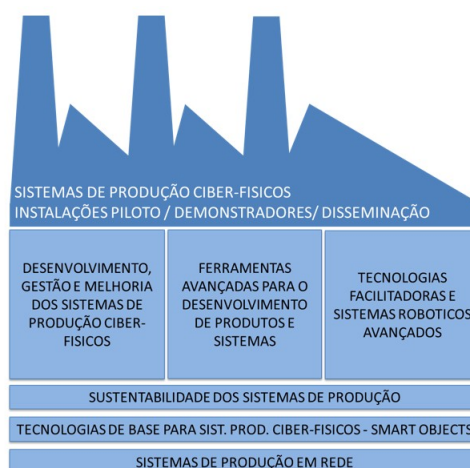 SISTEMAS DE PRODUÇÃO CIBER-FISICOS
INSTALAÇÕES PILOTO / DEMONSTRADORES/ DISSEMINAÇÃO
DESENVOLVIMENTO,
GESTÃO E MELHORIA
DOS SISTEMAS DE
PRODUÇÃO CIBER-
FISICOS
FERRAMENTAS
AVANÇADAS PARA O
DESENVOLVIMENTO
DE PRODUTOS E
SISTEMAS
TECNOLOGIAS
FACILITADORAS E
SISTEMAS ROBOTICOS
AVANÇADOS
SUSTENTABILIDADE DOS SISTEMAS DE PRODUÇÃO
TECNOLOGIAS DE BASE PARA SIST. PROD. CIBER-FISICOS - SMART OBJECTS
SISTEMAS DE PRODUÇÃO EM REDE